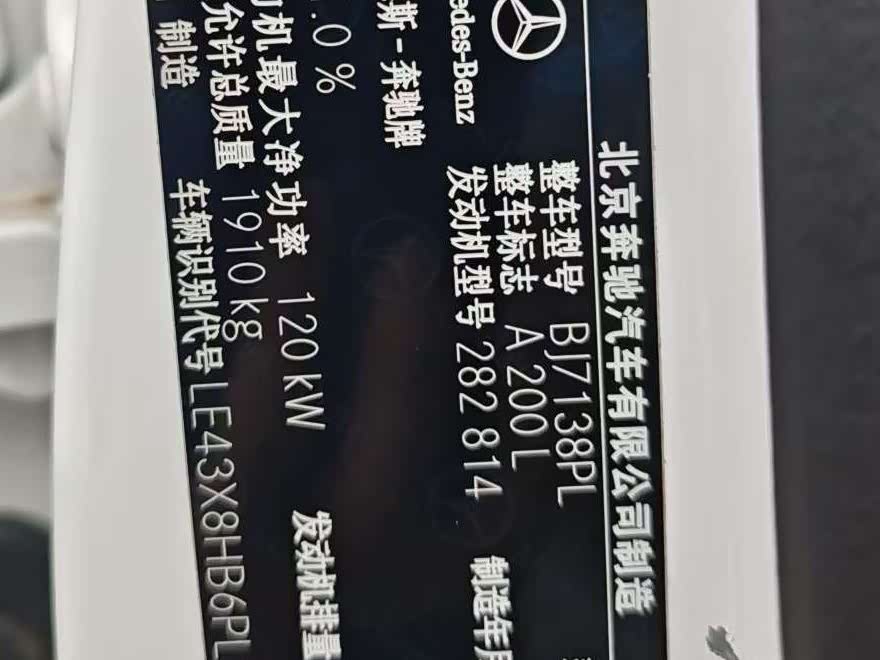 北京奔驰汽车有限公司制造
整车型号 BJ7138PL
edes-Benz 整车标志 A 200 L
发动机型号 282 814 制造年月
斯-奔驰牌
.0 %
机最大净功率 120 kW 发动机排量
允许总质量 1910 kg
制造 车辆识别代号 LE43X8HB6PL